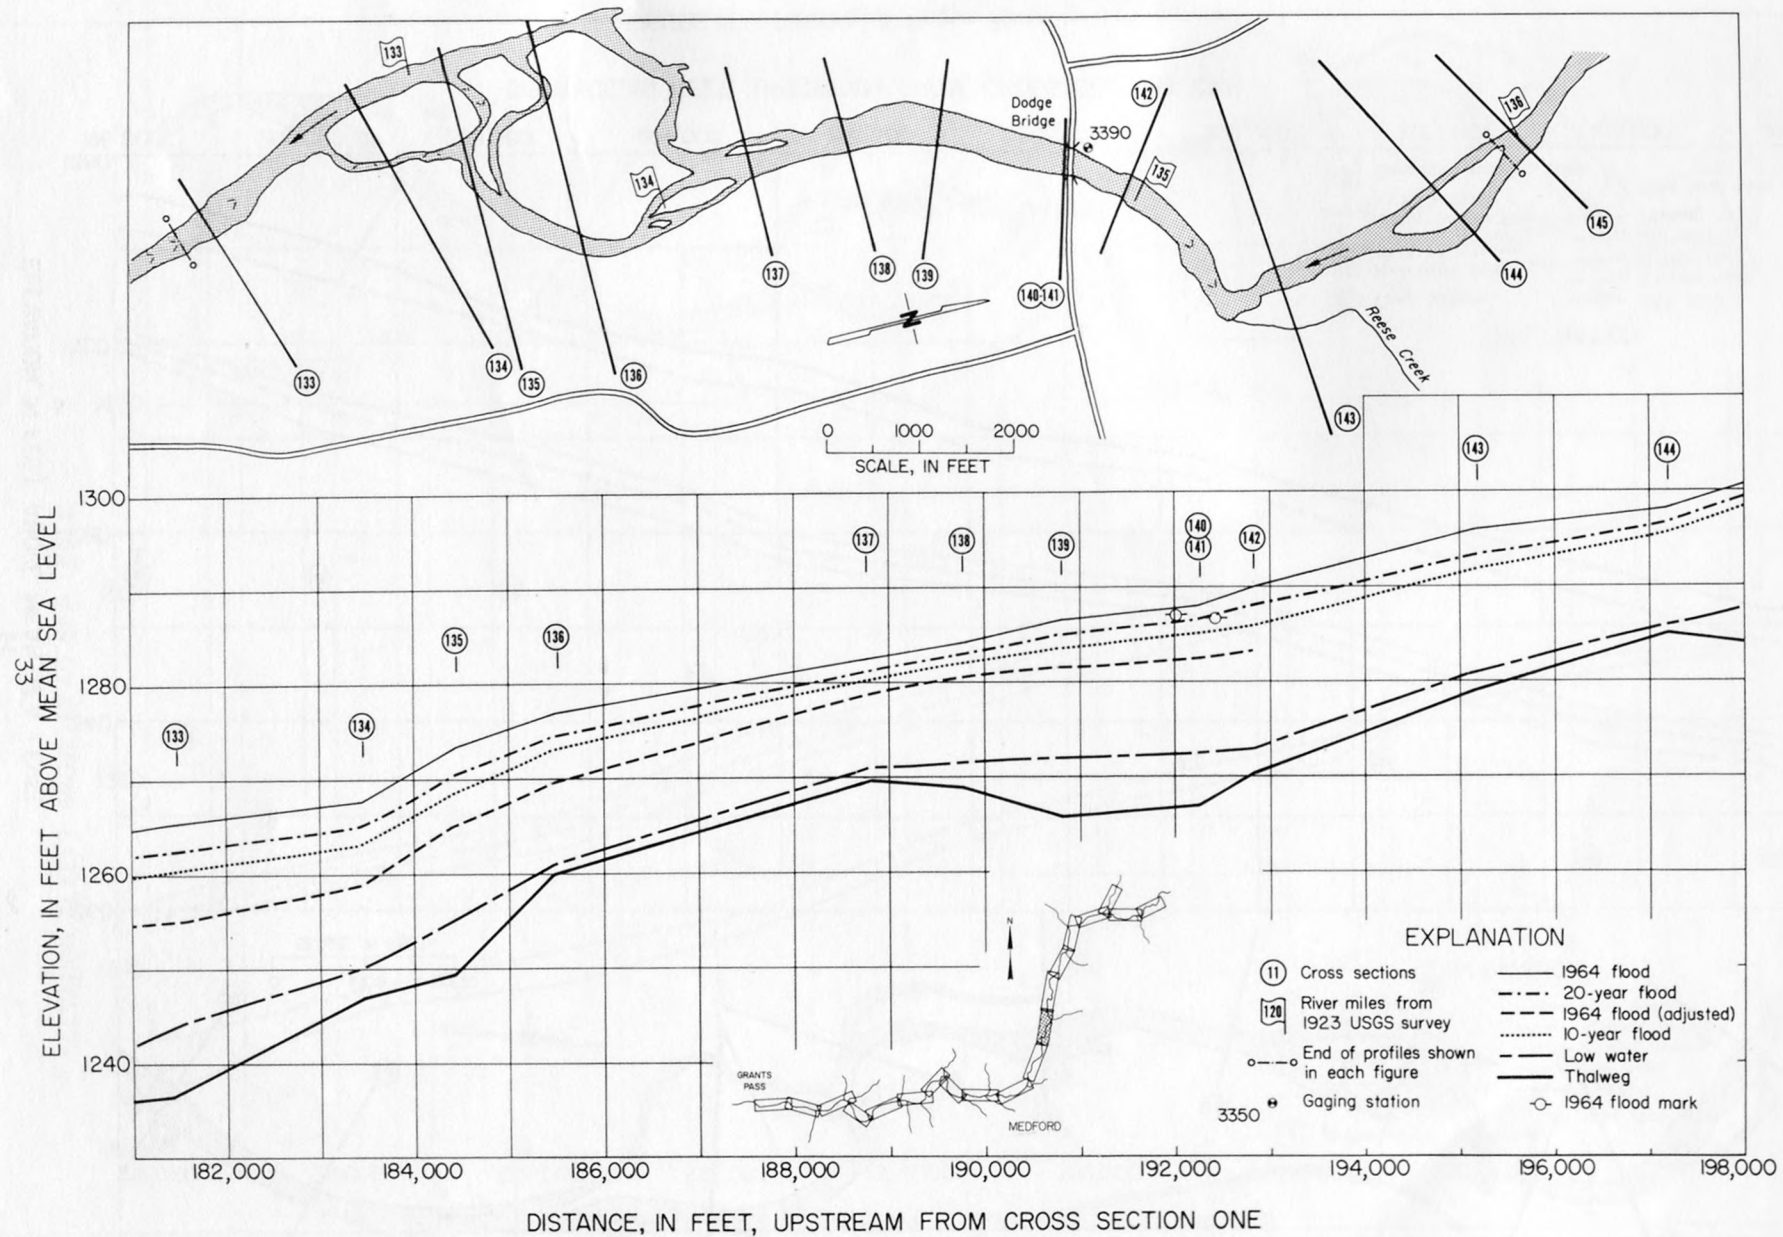 133
136
142
Dodge
Bridge
3390
135
134
145
144
137
138
139
140-141
Reese Creek
133
134
135
136
143
0 1000 2000
SCALE, IN FEET
143
144
1300
137
138
139
140
141
142
135
136
1280
133
134
1260
1240
ELEVATION, IN FEET ABOVE MEAN SEA LEVEL
33
N
GRANTS
PASS
MEDFORD
EXPLANATION
11 Cross sections
120 River miles from
1923 USGS survey
End of profiles shown
in each figure
3350 Gaging station
1964 flood
20-year flood
1964 flood (adjusted)
10-year flood
Low water
Thalweg
1964 flood mark
182,000 184,000 186,000 188,000 190,000 192,000 194,000 196,000 198,000
DISTANCE, IN FEET, UPSTREAM FROM CROSS SECTION ONE